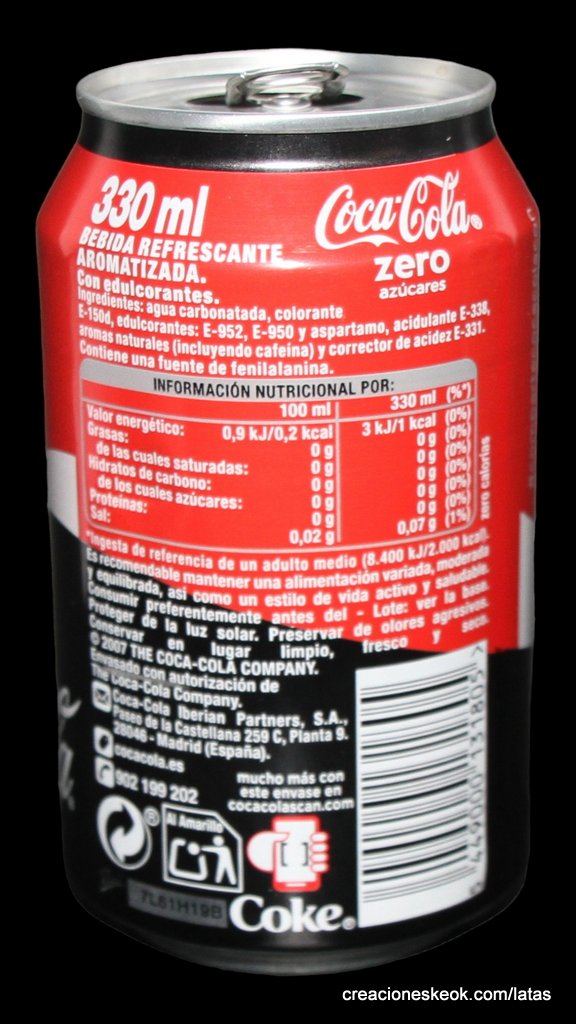 330 ml
BEBIDA REFRESCANTE
AROMATIZADA.
Con edulcorantes.
Coca-Cola®
zero
azúcares
Ingredientes: agua carbonatada, colorante
E-150d, edulcorantes: E-952, E-950 y aspartamo, acidulante E-338,
aromas naturales (incluyendo cafeína) y corrector de acidez E-331.
Contiene una fuente de fenilalanina.
INFORMACIÓN NUTRICIONAL POR:
100 ml 330 ml (%*)
Valor energético: 0,9 kJ/0,2 kcal 3 kJ/1 kcal (0%)
Grasas: 0 g 0 g (0%)
de las cuales saturadas: 0 g 0 g (0%)
Hidratos de carbono: 0 g 0 g (0%)
de los cuales azúcares: 0 g 0 g (0%)
Proteínas: 0 g 0 g (0%)
Sal: 0,02 g 0,07 g (1%)
zero calorías
*Ingesta de referencia de un adulto medio (8.400 kJ/2.000 kcal).
Es recomendable mantener una alimentación variada, moderada
y equilibrada, así como un estilo de vida activo y saludable.
Consumir preferentemente antes del - Lote: ver la base.
Proteger de la luz solar. Preservar de olores agresivos.
Conservar en lugar limpio, fresco y seco.
© 2007 THE COCA-COLA COMPANY.
Envasado con autorización de
The Coca-Cola Company.
Coca-Cola Iberian Partners, S.A.,
Paseo de la Castellana 259 C, Planta 9.
28046 - Madrid (España).
cocacola.es
902 199 202
mucho más con
este envase en
cocacolascan.com
®
Al Amarillo
7L61H19B
Coke®
5 449000 131805 >
creacioneskeok.com/latas